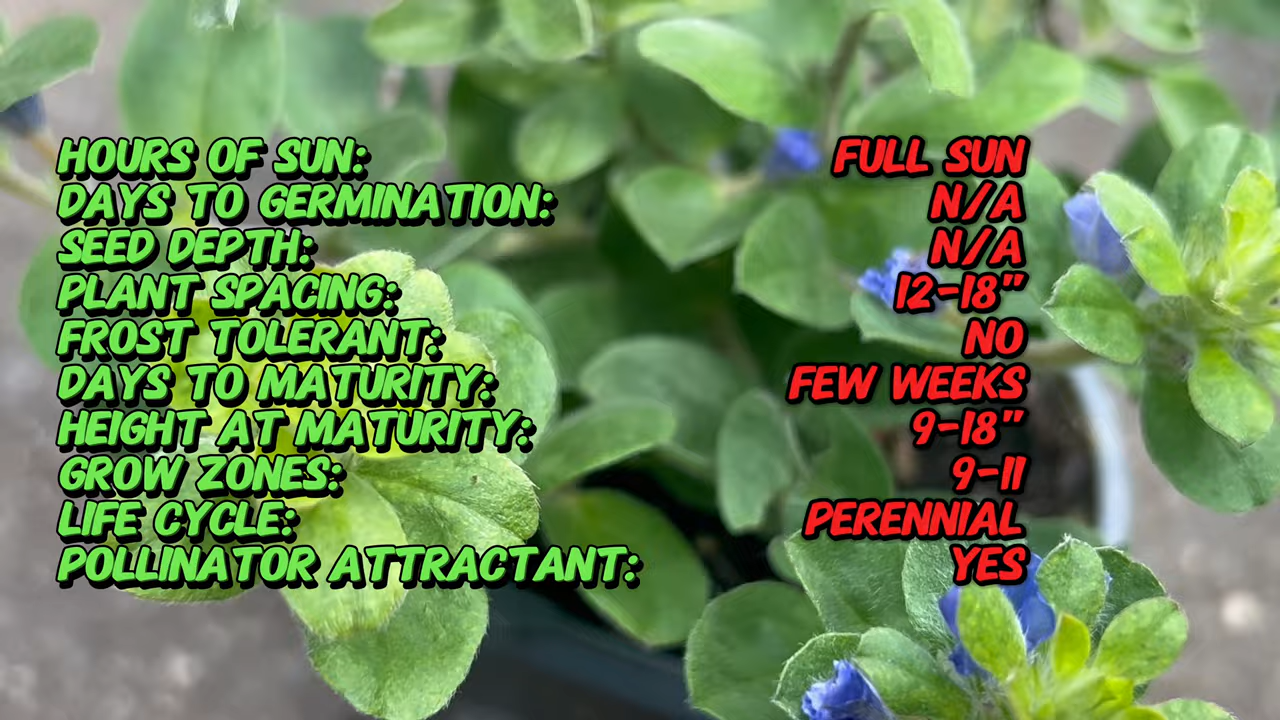 HOURS OF SUN: FULL SUN
DAYS TO GERMINATION: N/A
SEED DEPTH: N/A
PLANT SPACING: 12-18"
FROST TOLERANT: NO
DAYS TO MATURITY: FEW WEEKS
HEIGHT AT MATURITY: 9-18"
GROW ZONES: 9-11
LIFE CYCLE: PERENNIAL
POLLINATOR ATTRACTANT: YES